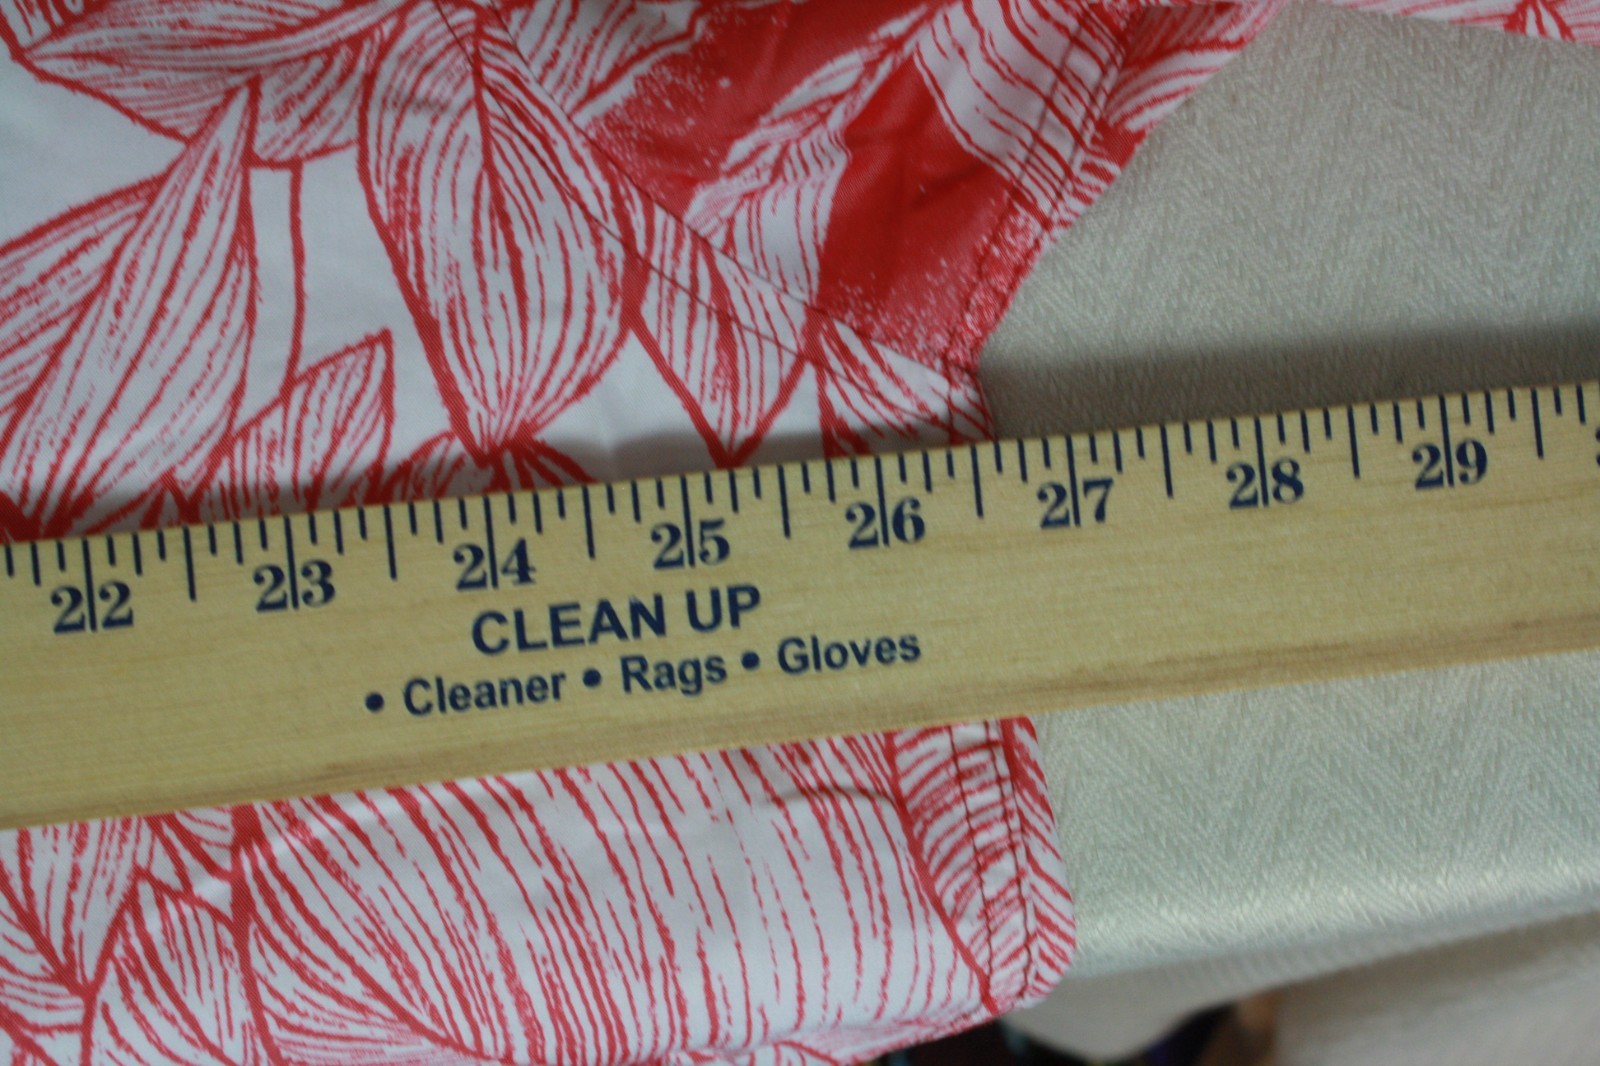 22 23 24 25 26 27 28 29
CLEAN UP
• Cleaner • Rags • Gloves